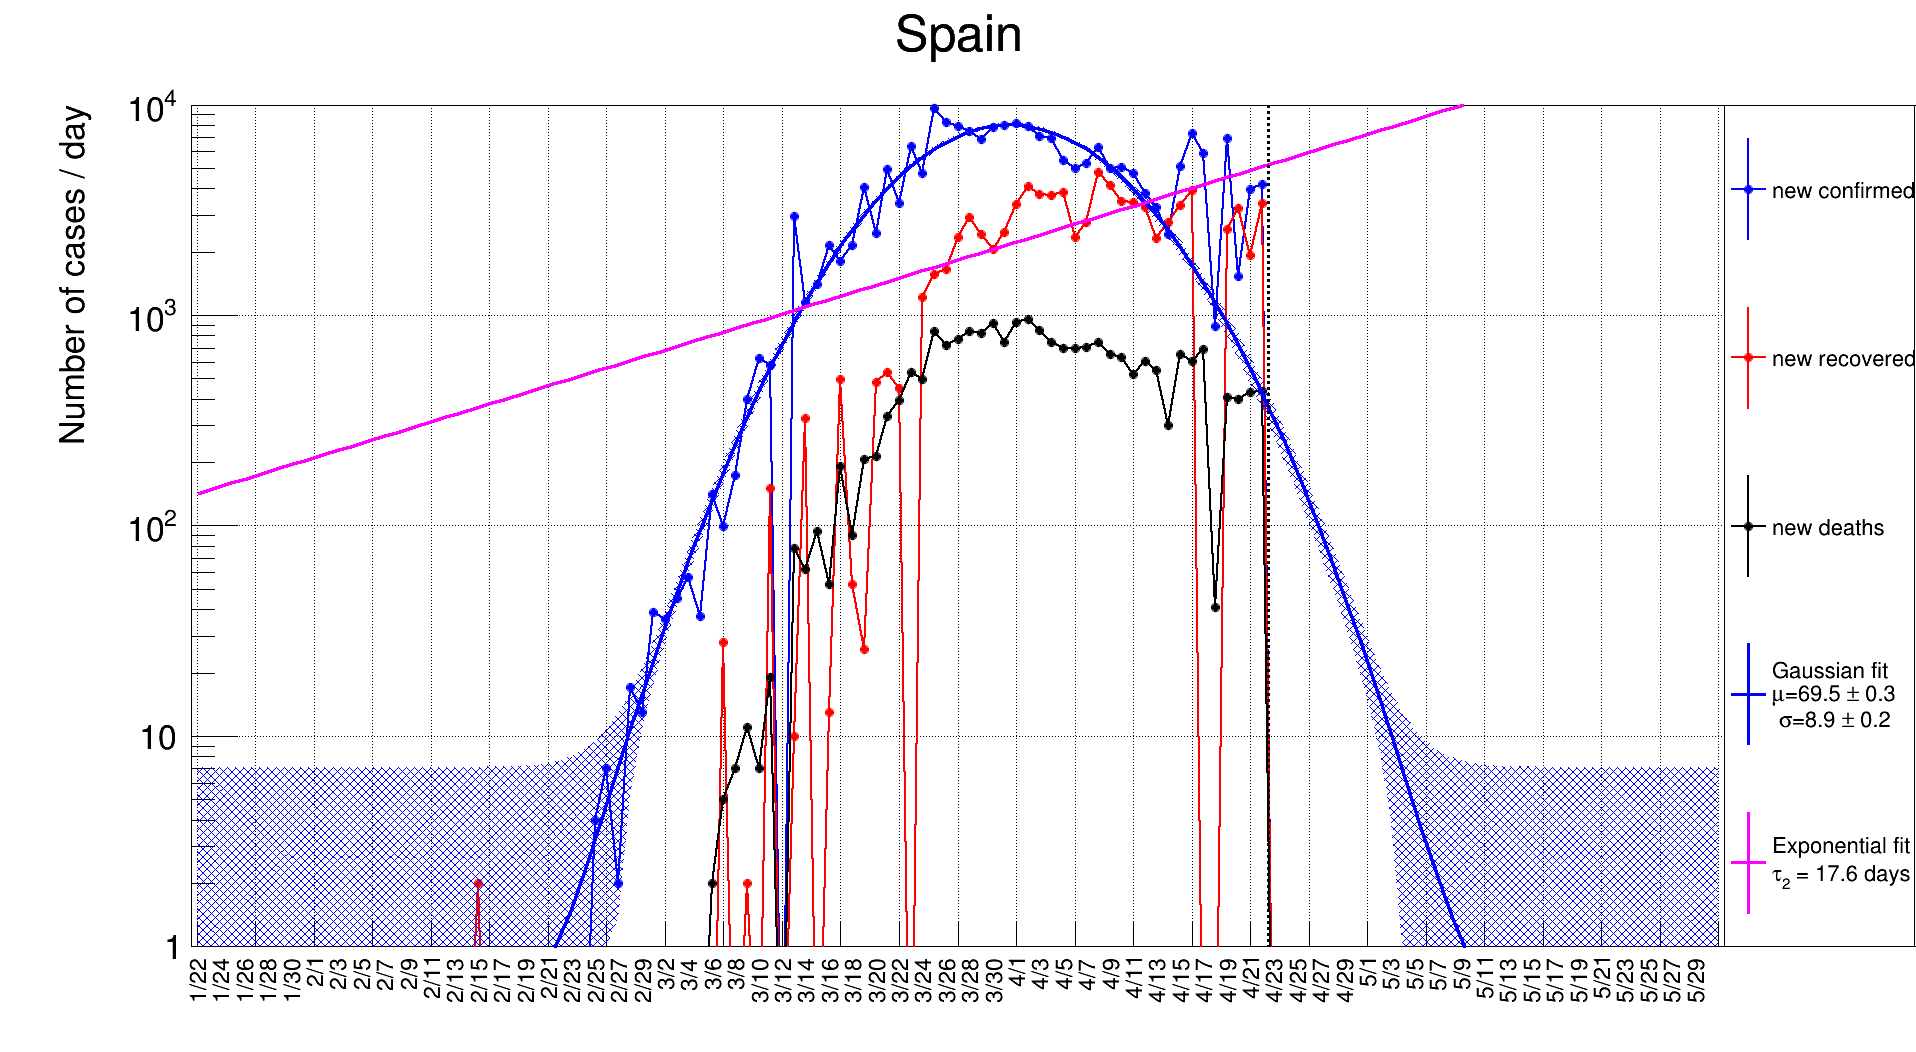 Spain
Number of cases / day
10⁴
10³
10²
10
1
1/22 1/24 1/26 1/28 1/30 2/1 2/3 2/5 2/7 2/9 2/11 2/13 2/15 2/17 2/19 2/21 2/23 2/25 2/27 2/29 3/2 3/4 3/6 3/8 3/10 3/12 3/14 3/16 3/18 3/20 3/22 3/24 3/26 3/28 3/30 4/1 4/3 4/5 4/7 4/9 4/11 4/13 4/15 4/17 4/19 4/21 4/23 4/25 4/27 4/29 5/1 5/3 5/5 5/7 5/9 5/11 5/13 5/15 5/17 5/19 5/21 5/23 5/25 5/27 5/29
new confirmed
new recovered
new deaths
Gaussian fit
μ=69.5 ± 0.3
σ=8.9 ± 0.2
Exponential fit
τ₂ = 17.6 days